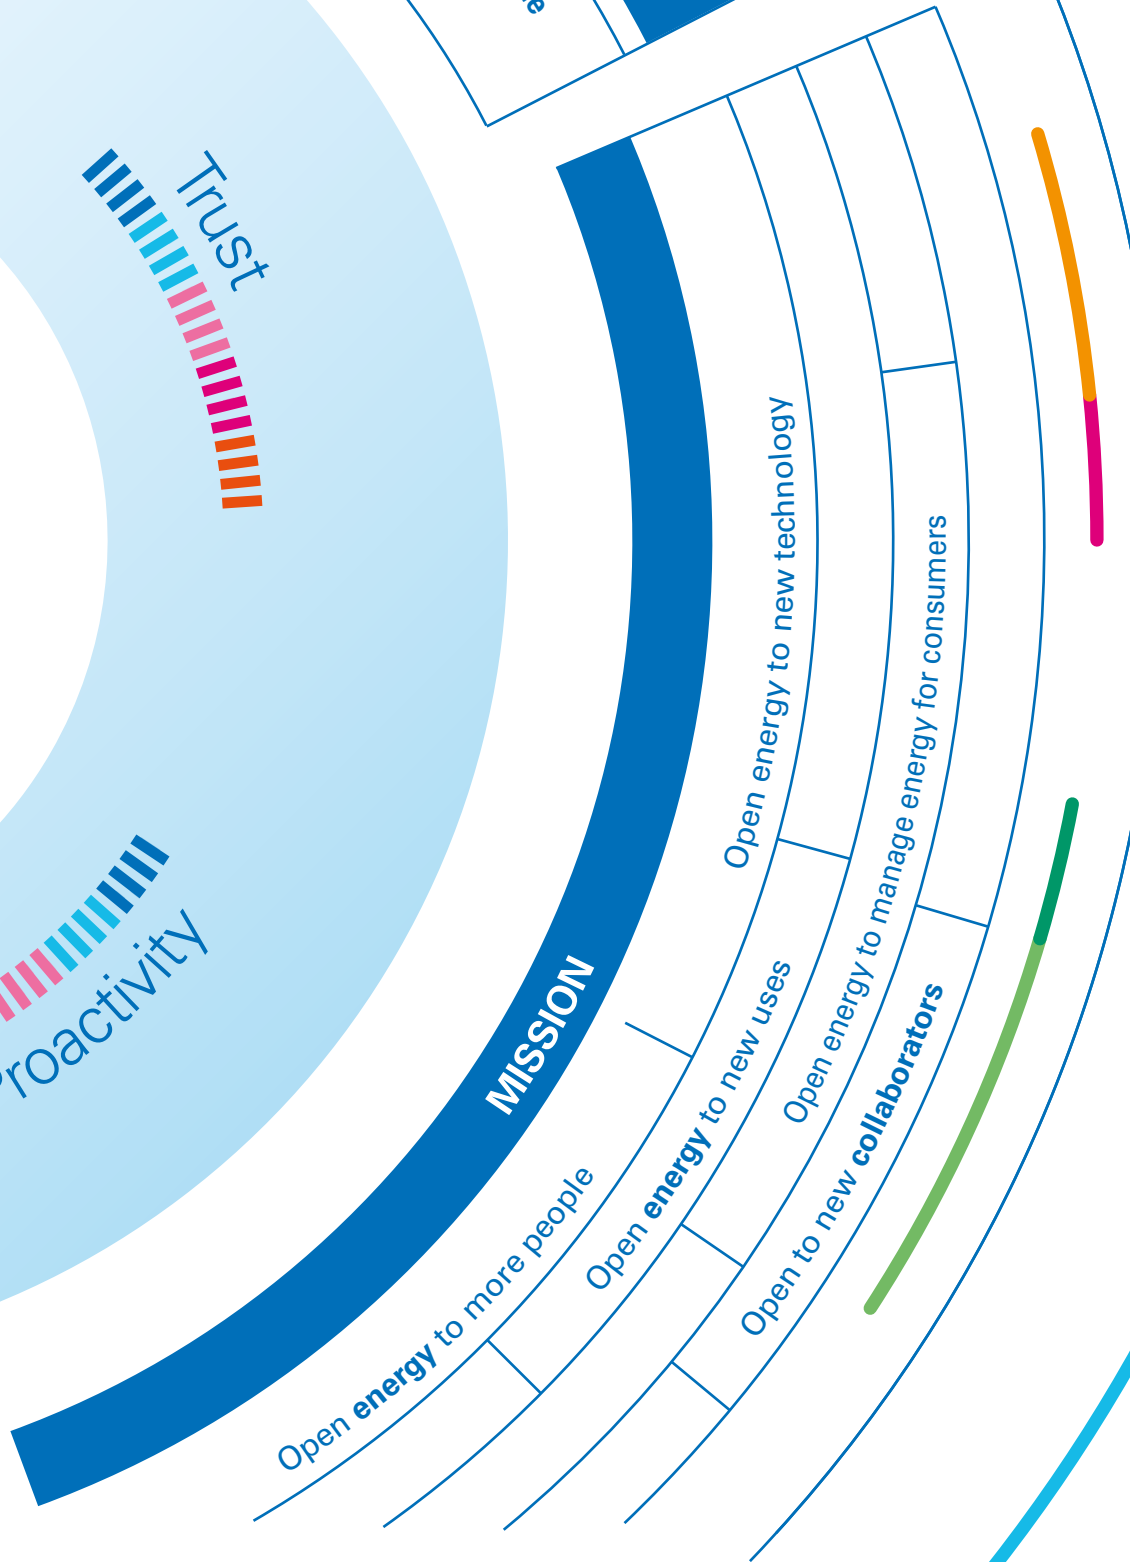 Trust
Proactivity
MISSION
Open energy to more people
Open energy to new technology
Open energy to new uses
Open energy to manage energy for consumers
Open to new collaborators